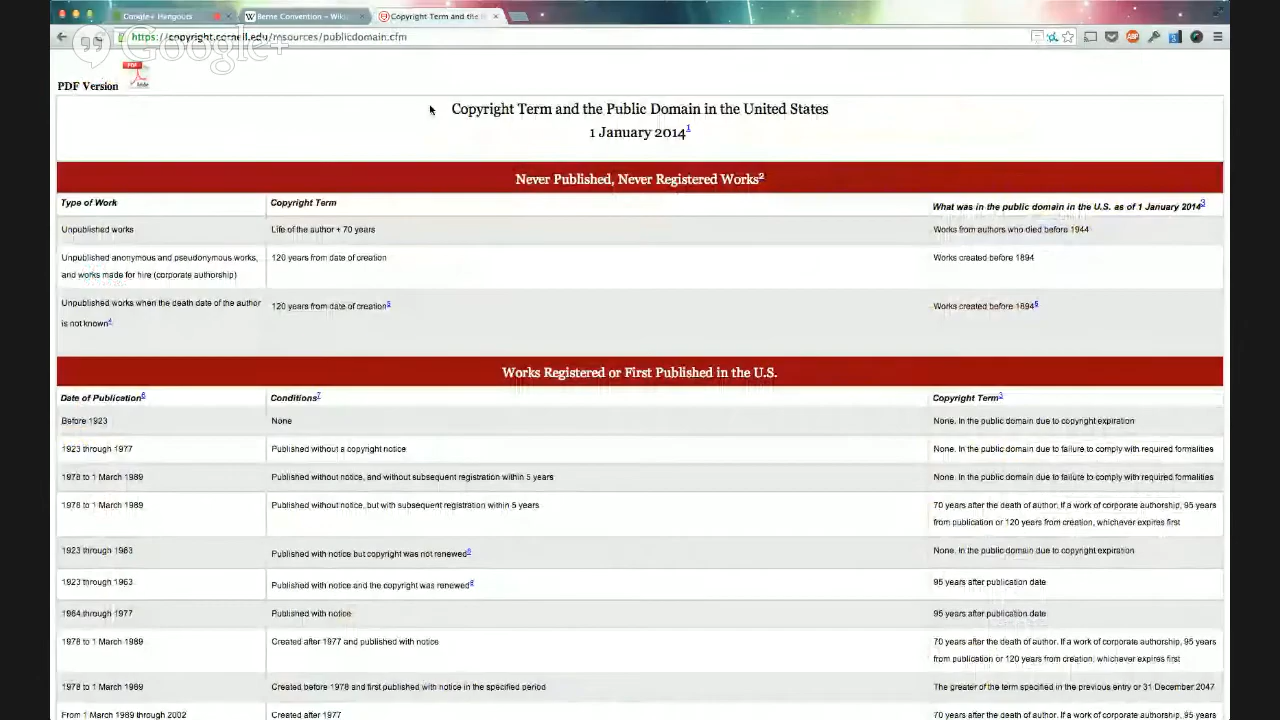 Google+ Hangouts
Berne Convention – Wiki
Copyright Term and the
https://copyright.cornell.edu/resources/publicdomain.cfm
Google+
PDF Version
PDF
Copyright Term and the Public Domain in the United States
1 January 2014 1
Never Published, Never Registered Works 2
Type of Work Copyright Term What was in the public domain in the U.S. as of 1 January 2014 3
Unpublished works Life of the author + 70 years Works from authors who died before 1944
Unpublished anonymous and pseudonymous works, 120 years from date of creation Works created before 1894
and works made for hire (corporate authorship)
Unpublished works when the death date of the author 120 years from date of creation 5 Works created before 1894 5
is not known 4
Works Registered or First Published in the U.S.
Date of Publication 6 Conditions 7 Copyright Term 3
Before 1923 None None. In the public domain due to copyright expiration
1923 through 1977 Published without a copyright notice None. In the public domain due to failure to comply with required formalities
1978 to 1 March 1989 Published without notice, and without subsequent registration within 5 years None. In the public domain due to failure to comply with required formalities
1978 to 1 March 1989 Published without notice, but with subsequent registration within 5 years 70 years after the death of author. If a work of corporate authorship, 95 years
from publication or 120 years from creation, whichever expires first
1923 through 1963 Published with notice but copyright was not renewed 8 None. In the public domain due to copyright expiration
1923 through 1963 Published with notice and the copyright was renewed 8 95 years after publication date
1964 through 1977 Published with notice 95 years after publication date
1978 to 1 March 1989 Created after 1977 and published with notice 70 years after the death of author. If a work of corporate authorship, 95 years
from publication or 120 years from creation, whichever expires first
1978 to 1 March 1989 Created before 1978 and first published with notice in the specified period The greater of the term specified in the previous entry or 31 December 2047
From 1 March 1989 through 2002 Created after 1977 70 years after the death of author. If a work of corporate authorship, 95 years